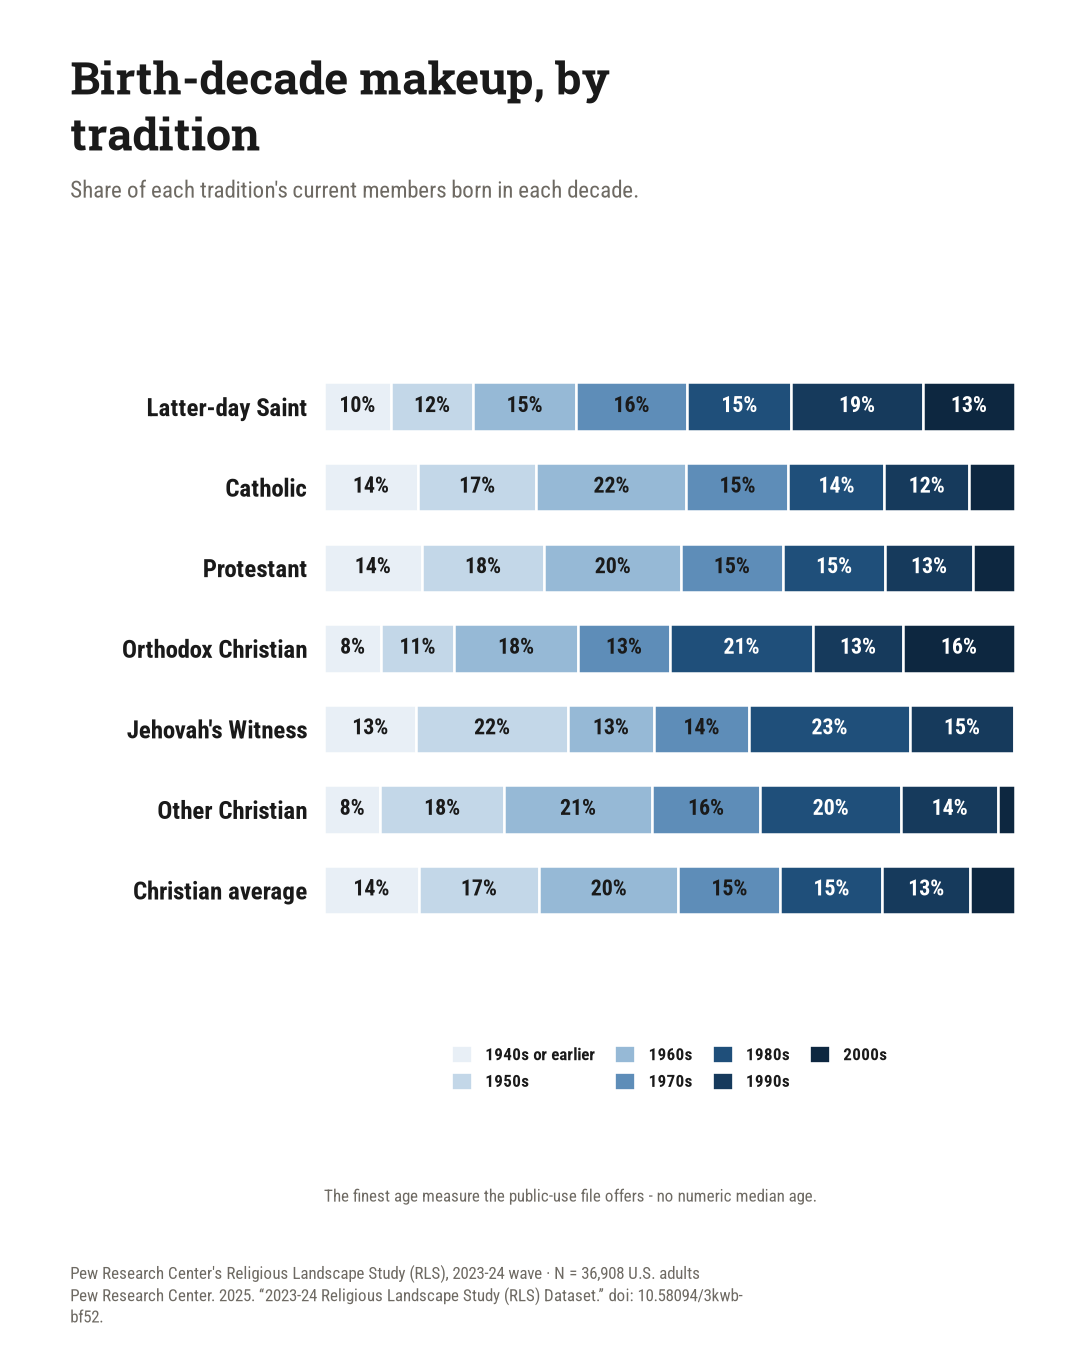 Birth-decade makeup, by
tradition
Share of each tradition's current members born in each decade.
Latter-day Saint 10% 12% 15% 16% 15% 19% 13%
Catholic 14% 17% 22% 15% 14% 12%
Protestant 14% 18% 20% 15% 15% 13%
Orthodox Christian 8% 11% 18% 13% 21% 13% 16%
Jehovah's Witness 13% 22% 13% 14% 23% 15%
Other Christian 8% 18% 21% 16% 20% 14%
Christian average 14% 17% 20% 15% 15% 13%
1940s or earlier 1960s 1980s 2000s
1950s 1970s 1990s
The finest age measure the public-use file offers - no numeric median age.
Pew Research Center's Religious Landscape Study (RLS), 2023-24 wave · N = 36,908 U.S. adults
Pew Research Center. 2025. “2023-24 Religious Landscape Study (RLS) Dataset.” doi: 10.58094/3kwb-
bf52.